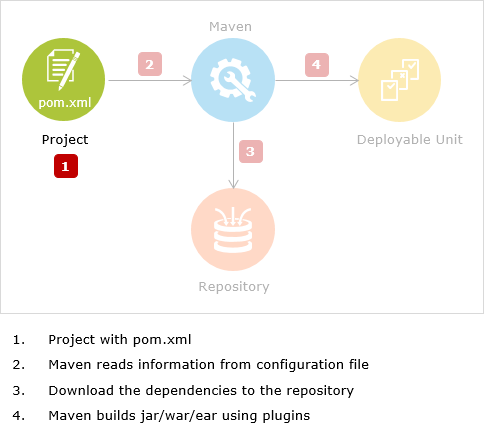 Maven
2
4
pom.xml
Project
Deployable Unit
1
3
Repository
1. Project with pom.xml
2. Maven reads information from configuration file
3. Download the dependencies to the repository
4. Maven builds jar/war/ear using plugins